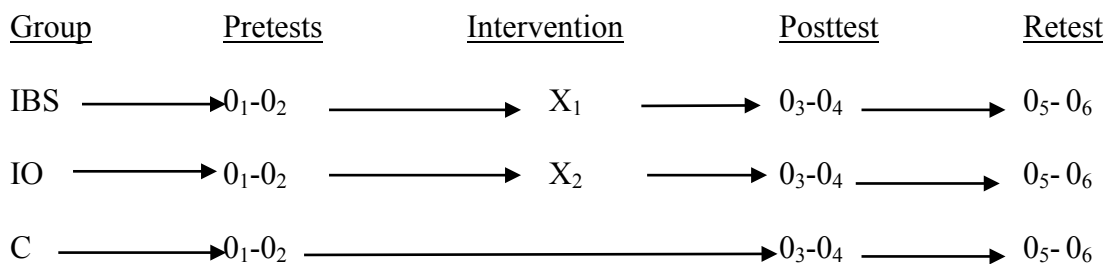 Group Pretests Intervention Posttest Retest
IBS 0₁-0₂ X₁ 0₃-0₄ 0₅- 0₆
IO 0₁-0₂ X₂ 0₃-0₄ 0₅- 0₆
C 0₁-0₂ 0₃-0₄ 0₅- 0₆